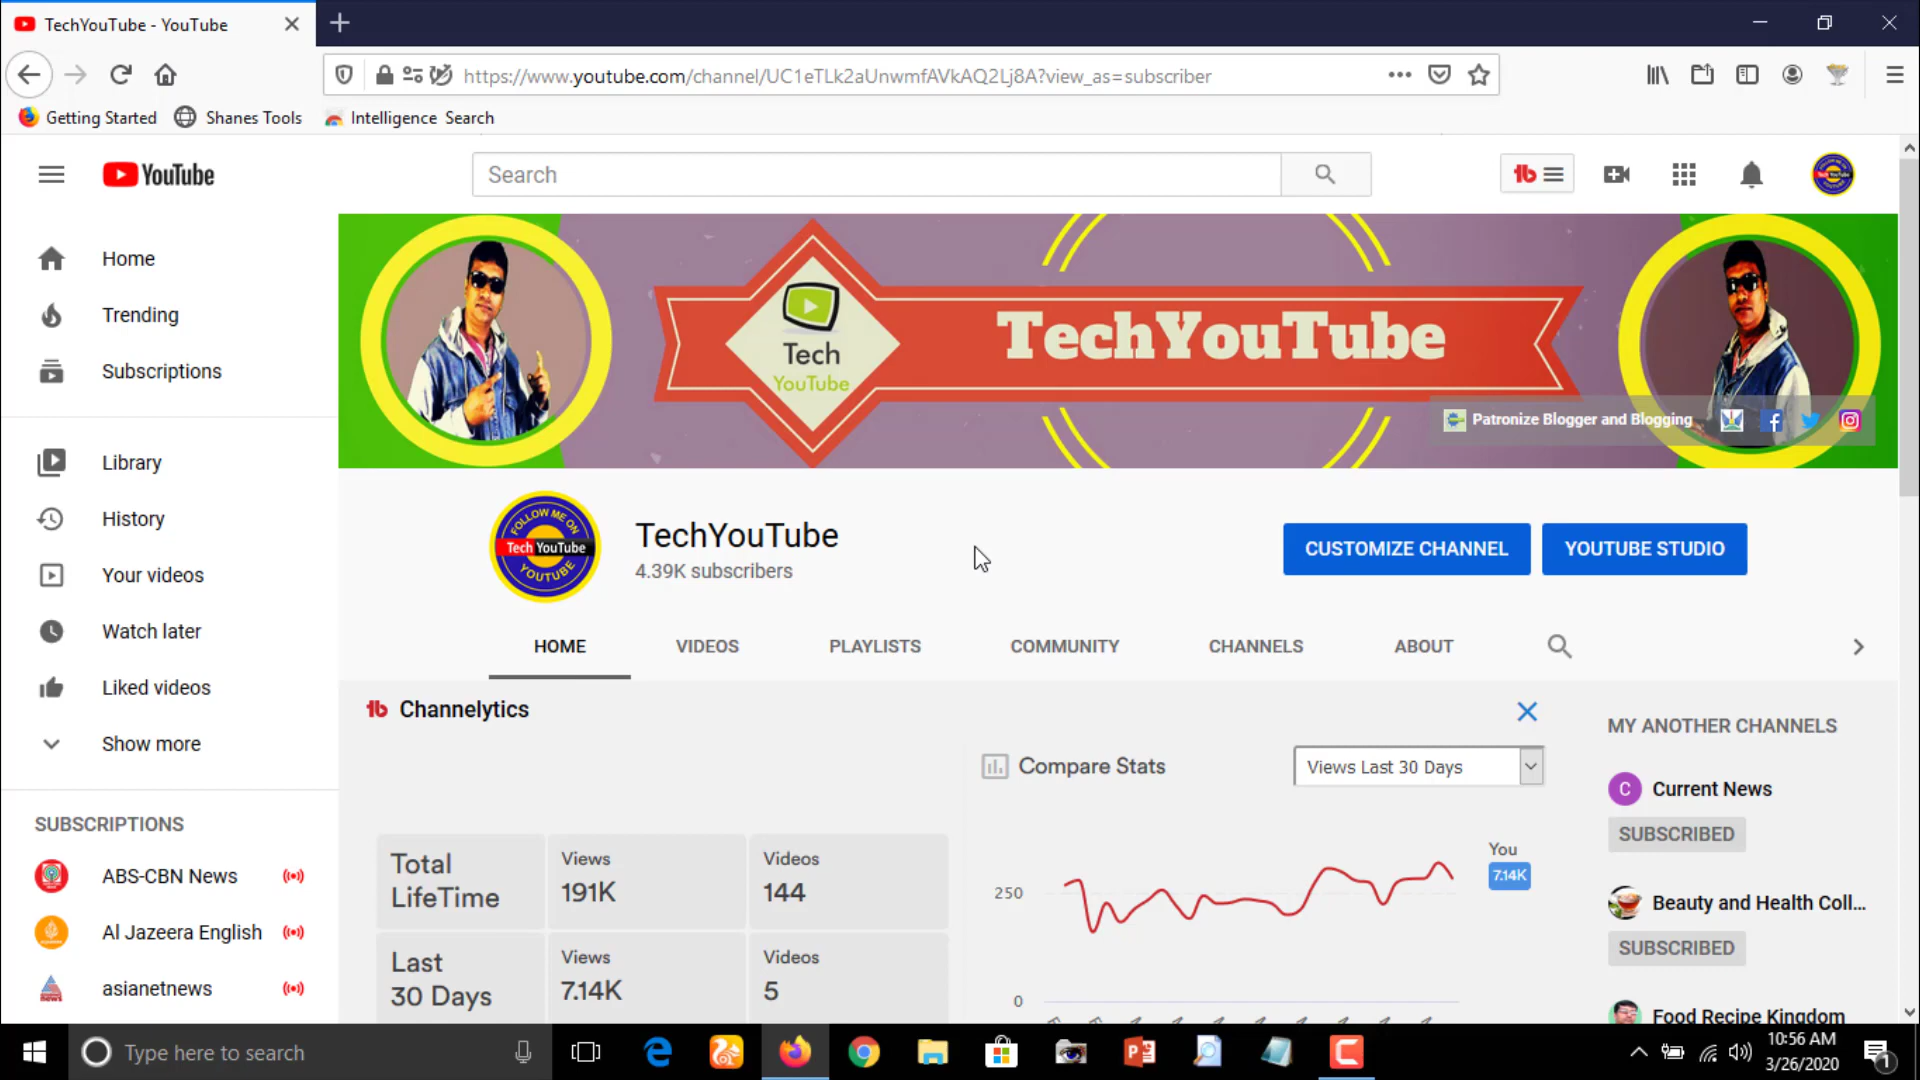 TechYouTube - YouTube
https://www.youtube.com/channel/UC1eTLk2aUnwmfAVkAQ2Lj8A?view_as=subscriber
Getting Started
Shanes Tools
Intelligence Search
YouTube
Search
Home
Trending
Subscriptions
Library
History
Your videos
Watch later
Liked videos
Show more
SUBSCRIPTIONS
ABS-CBN News
Al Jazeera English
asianetnews
Tech
YouTube
TechYouTube
Patronize Blogger and Blogging
FOLLOW ME ON
Tech YouTube
YOUTUBE
TechYouTube
4.39K subscribers
CUSTOMIZE CHANNEL
YOUTUBE STUDIO
HOME
VIDEOS
PLAYLISTS
COMMUNITY
CHANNELS
ABOUT
Channelytics
Compare Stats
Views Last 30 Days
Total
LifeTime
Views
191K
Videos
144
Last
30 Days
Views
7.14K
Videos
5
250
0
You
7.14K
MY ANOTHER CHANNELS
C
Current News
SUBSCRIBED
Beauty and Health Coll...
SUBSCRIBED
Food Recipe Kingdom
Type here to search
10:56 AM
3/26/2020
1